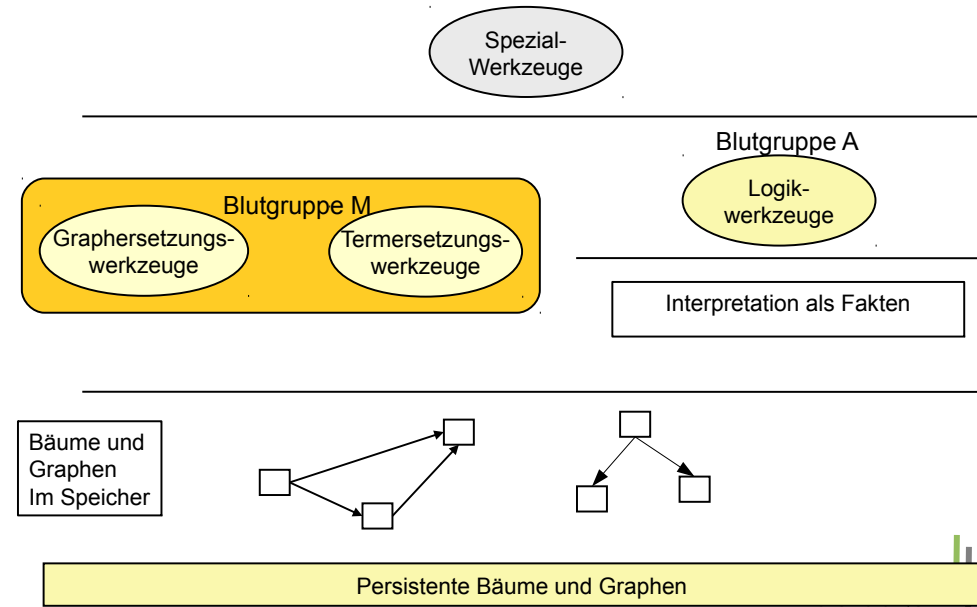 Spezial-
Werkzeuge
Blutgruppe A
Logik-
werkzeuge
Blutgruppe M
Graphersetzungs-
werkzeuge
Termersetzungs-
werkzeuge
Interpretation als Fakten
Bäume und
Graphen
Im Speicher
Persistente Bäume und Graphen